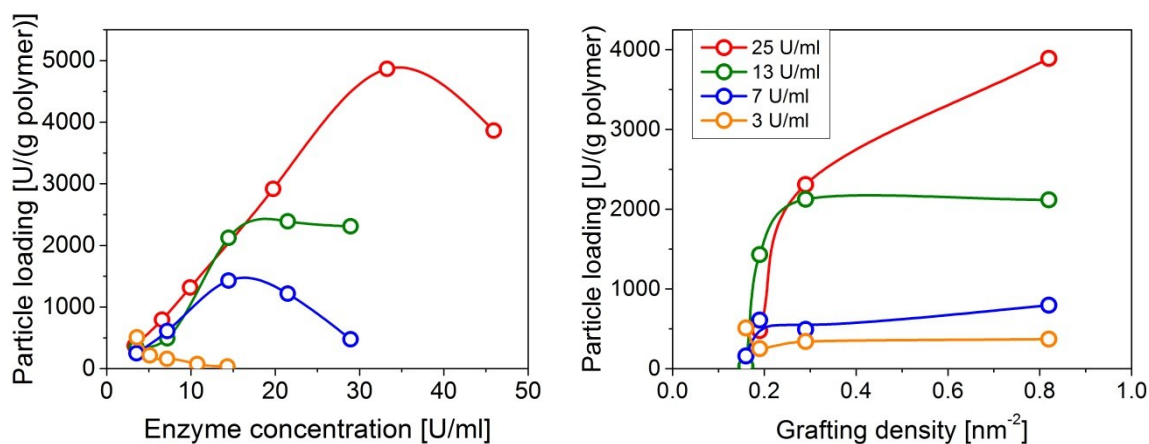 Particle loading [U/(g polymer)]
5000
4000
3000
2000
1000
0
0 10 20 30 40 50
Enzyme concentration [U/ml]
Particle loading [U/(g polymer)
4000
3000
2000
1000
0
25 U/ml
13 U/ml
7 U/ml
3 U/ml
0.0 0.2 0.4 0.6 0.8 1.0
Grafting density [nm⁻²]